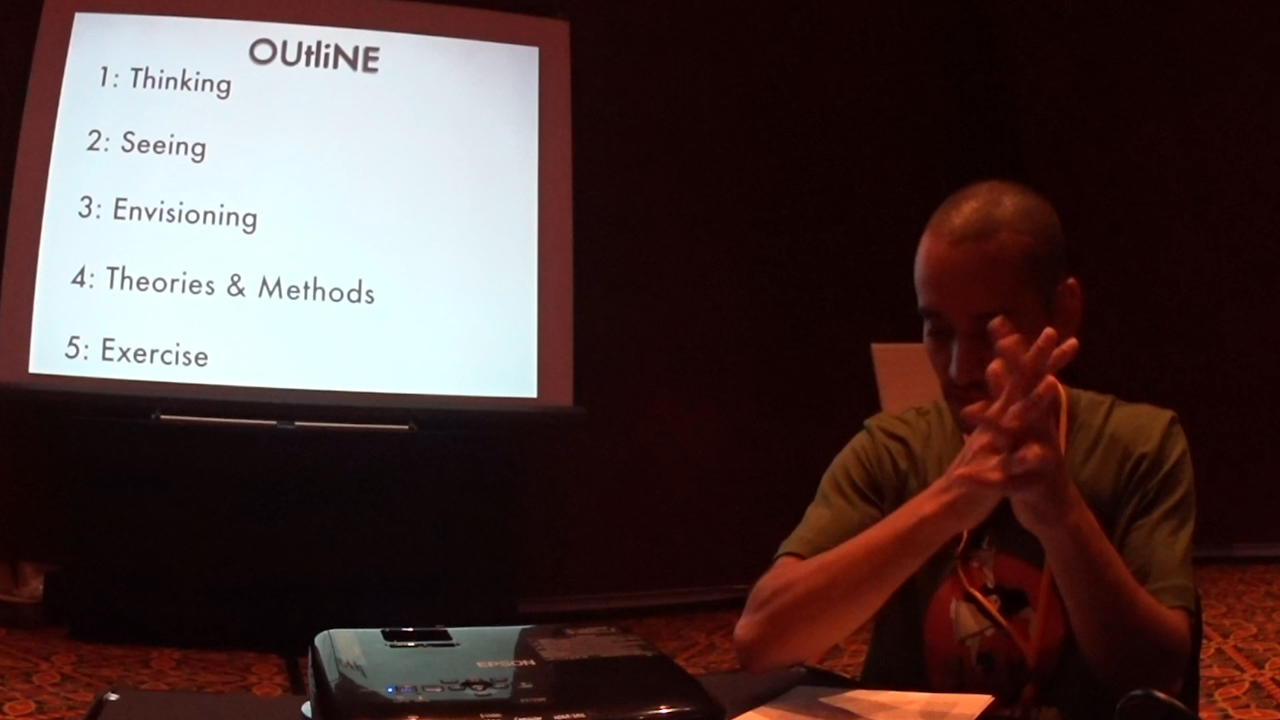 OUtliNE
1: Thinking
2: Seeing
3: Envisioning
4: Theories & Methods
5: Exercise
EPSON